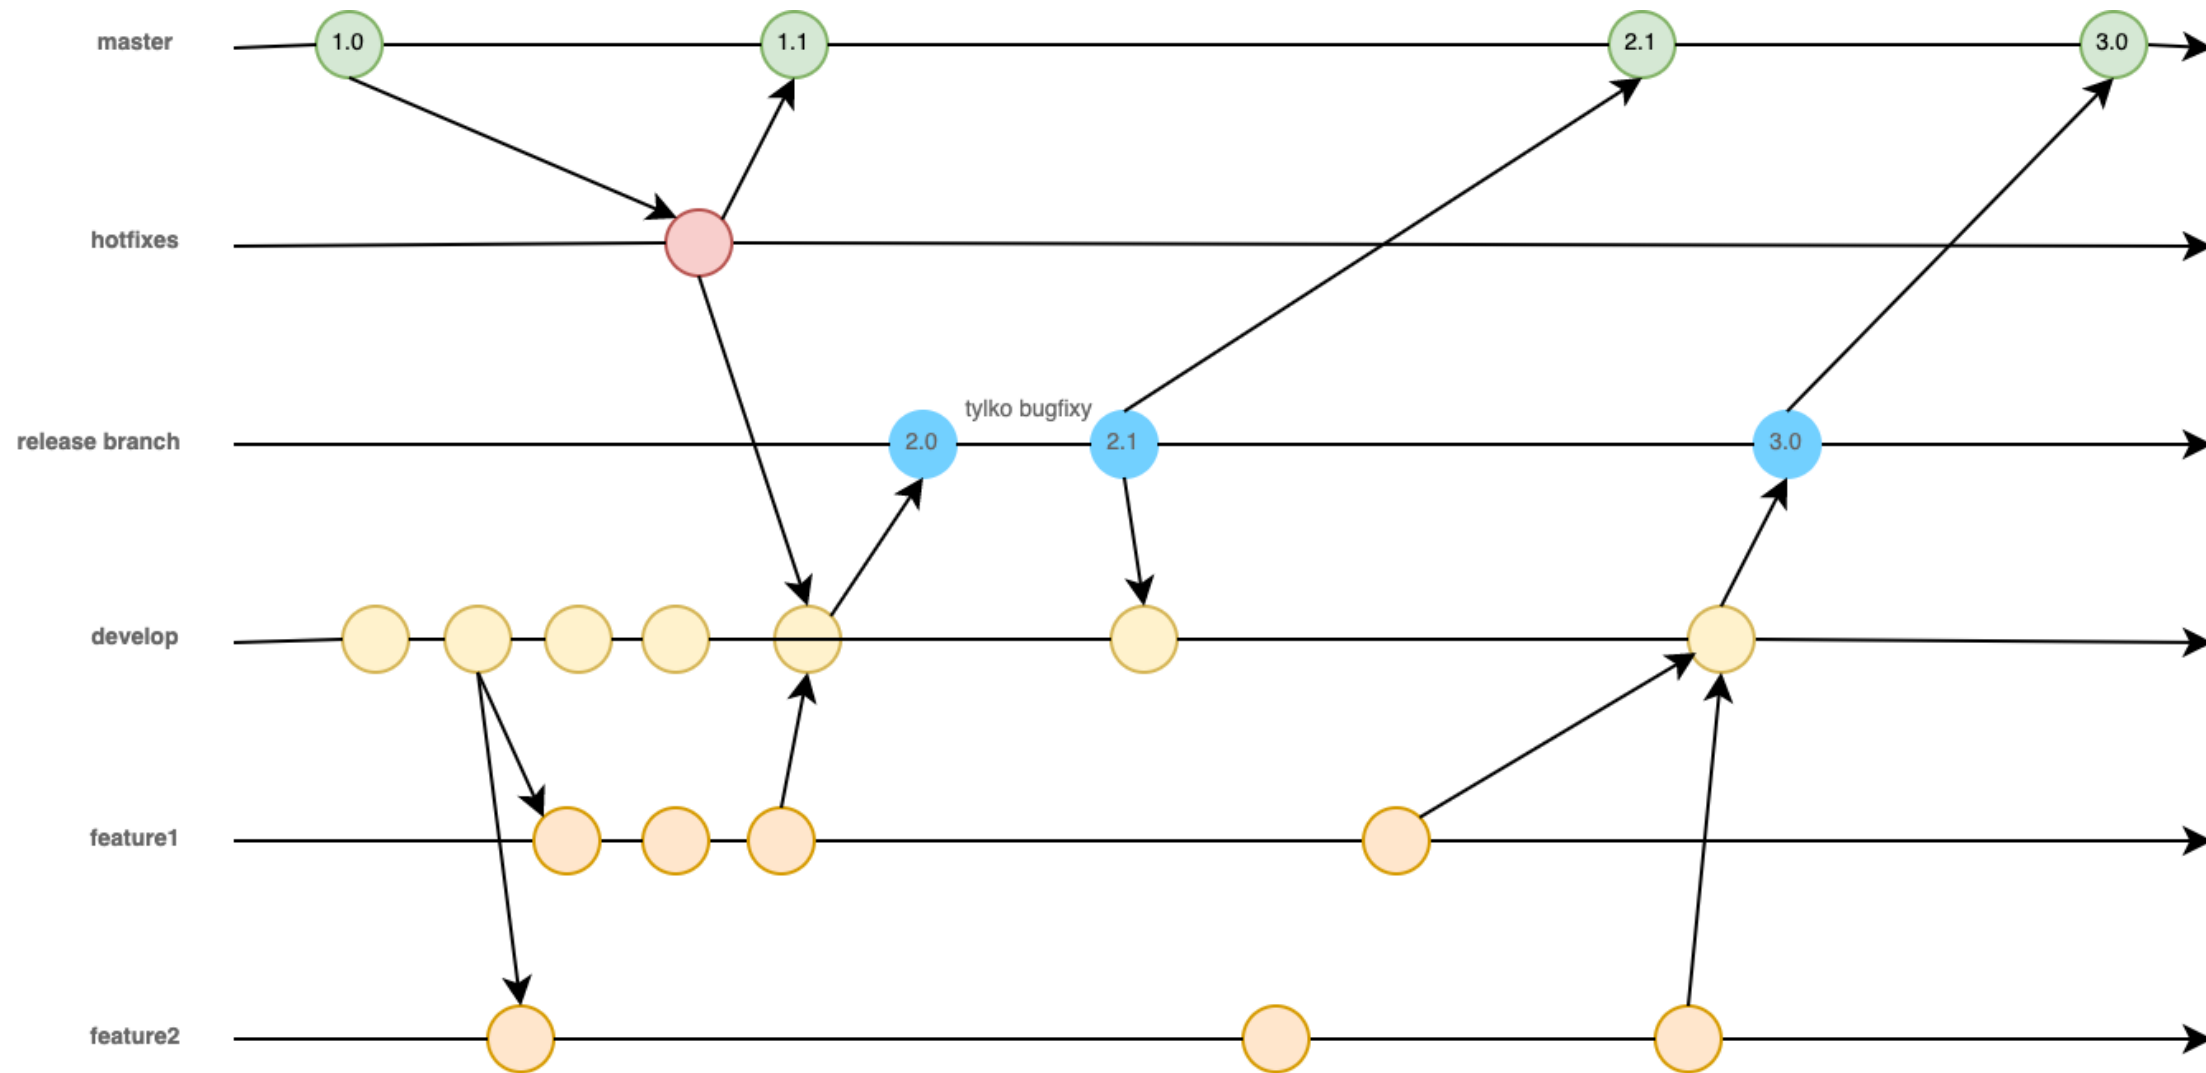 master
1.0
1.1
2.1
3.0
hotfixes
tylko bugfixy
release branch
2.0
2.1
3.0
develop
feature1
feature2